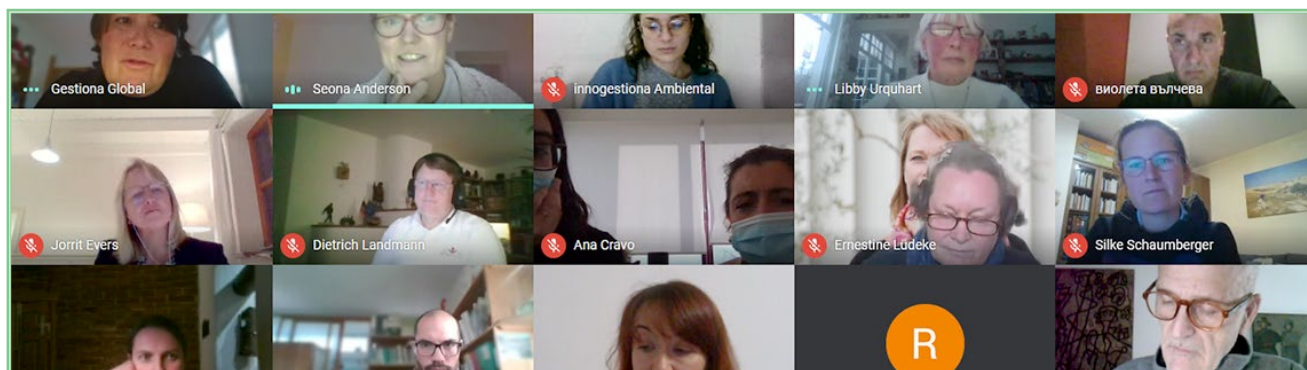 Gestiona Global
Seona Anderson
innogestiona Ambiental
Libby Urquhart
виолета вълчева
Jorrit Evers
Dietrich Landmann
Ana Cravo
Ernestine Lüdeke
Silke Schaumberger
R